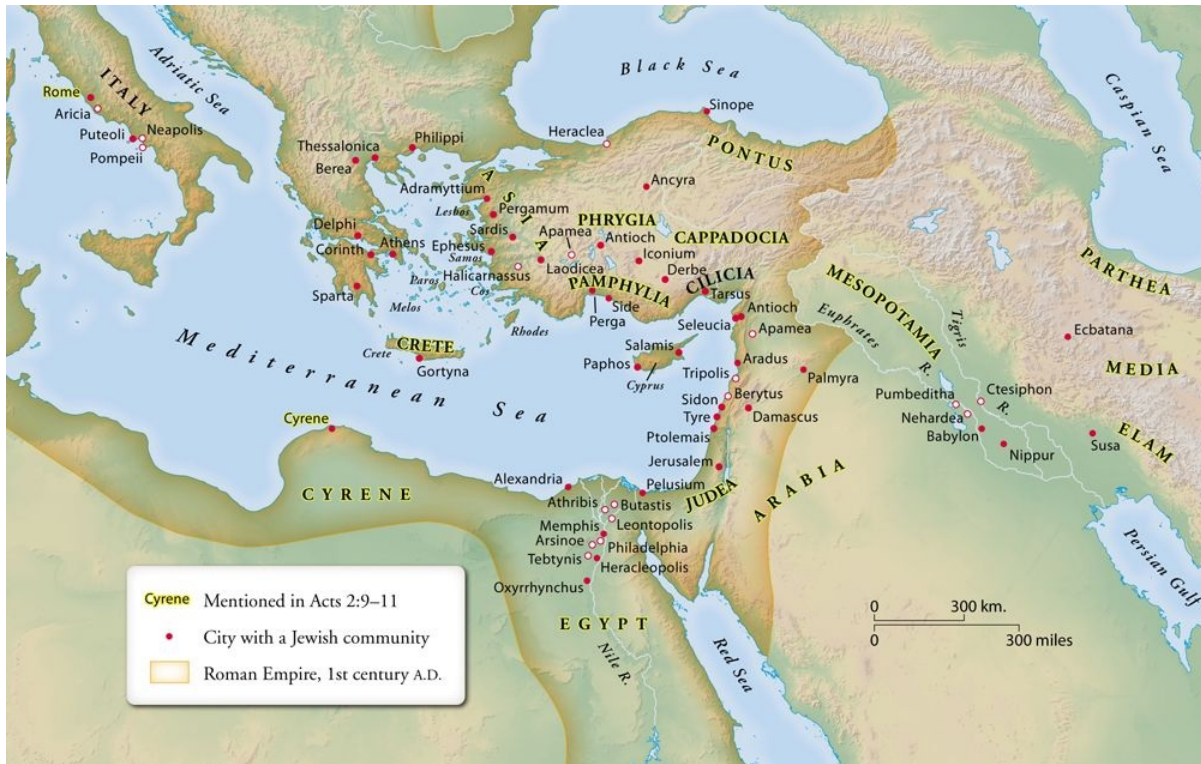 Black Sea
Caspian Sea
Adriatic Sea
ITALY
Rome
Aricia
Puteoli
Neapolis
Pompeii
Sinope
Heraclea
PONTUS
Philippi
Thessalonica
Berea
Ancyra
ASIA
Adramyttium
Lesbos
Pergamum
PHRYGIA
Delphi
Sardis
Apamea
Antioch
CAPPADOCIA
Corinth
Athens
Ephesus
Samos
Iconium
Halicarnassus
Laodicea
Derbe
CILICIA
PARTHEA
Paros
Cos
PAMPHYLIA
Tarsus
MESOPOTAMIA
Sparta
Melos
Side
Antioch
Euphrates R.
Tigris R.
Rhodes
Perga
Seleucia
Apamea
Ecbatana
CRETE
Crete
Gortyna
Salamis
Paphos
Cyprus
Aradus
Tripolis
Palmyra
MEDIA
Mediterranean Sea
Berytus
Pumbeditha
Ctesiphon
Sidon
Damascus
Nehardea
Tyre
Cyrene
Ptolemais
Babylon
ELAM
Nippur
Susa
Jerusalem
Alexandria
Pelusium
JUDEA
ARABIA
CYRENE
Athribis
Butastis
Memphis
Leontopolis
Arsinoe
Philadelphia
Tebtynis
Heracleopolis
Oxyrrhynchus
Persian Gulf
EGYPT
Nile R.
Red Sea
0 300 km.
0 300 miles
Cyrene Mentioned in Acts 2:9–11
City with a Jewish community
Roman Empire, 1st century A.D.